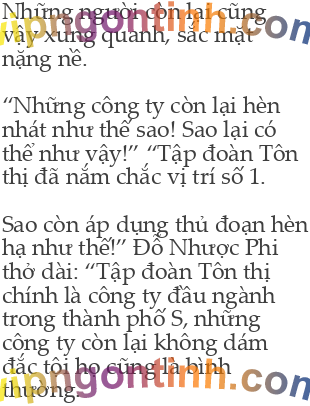 Những người còn lại cũng
vậy xung quanh, sắc mặt
nặng nề.
“Những công ty còn lại hèn
nhát như thế sao! Sao lại có
thể như vậy!” “Tập đoàn Tôn
thị đã nắm chắc vị trí số 1.
Sao còn áp dụng thủ đoạn hèn
hạ như thế!” Đỗ Nhược Phi
thở dài: “Tập đoàn Tôn thị
chính là công ty đầu ngành
trong thành phố S, những
công ty còn lại không dám
đắc tội họ cũng là bình
thường.
vipngontinh.com
vipngontinh.com